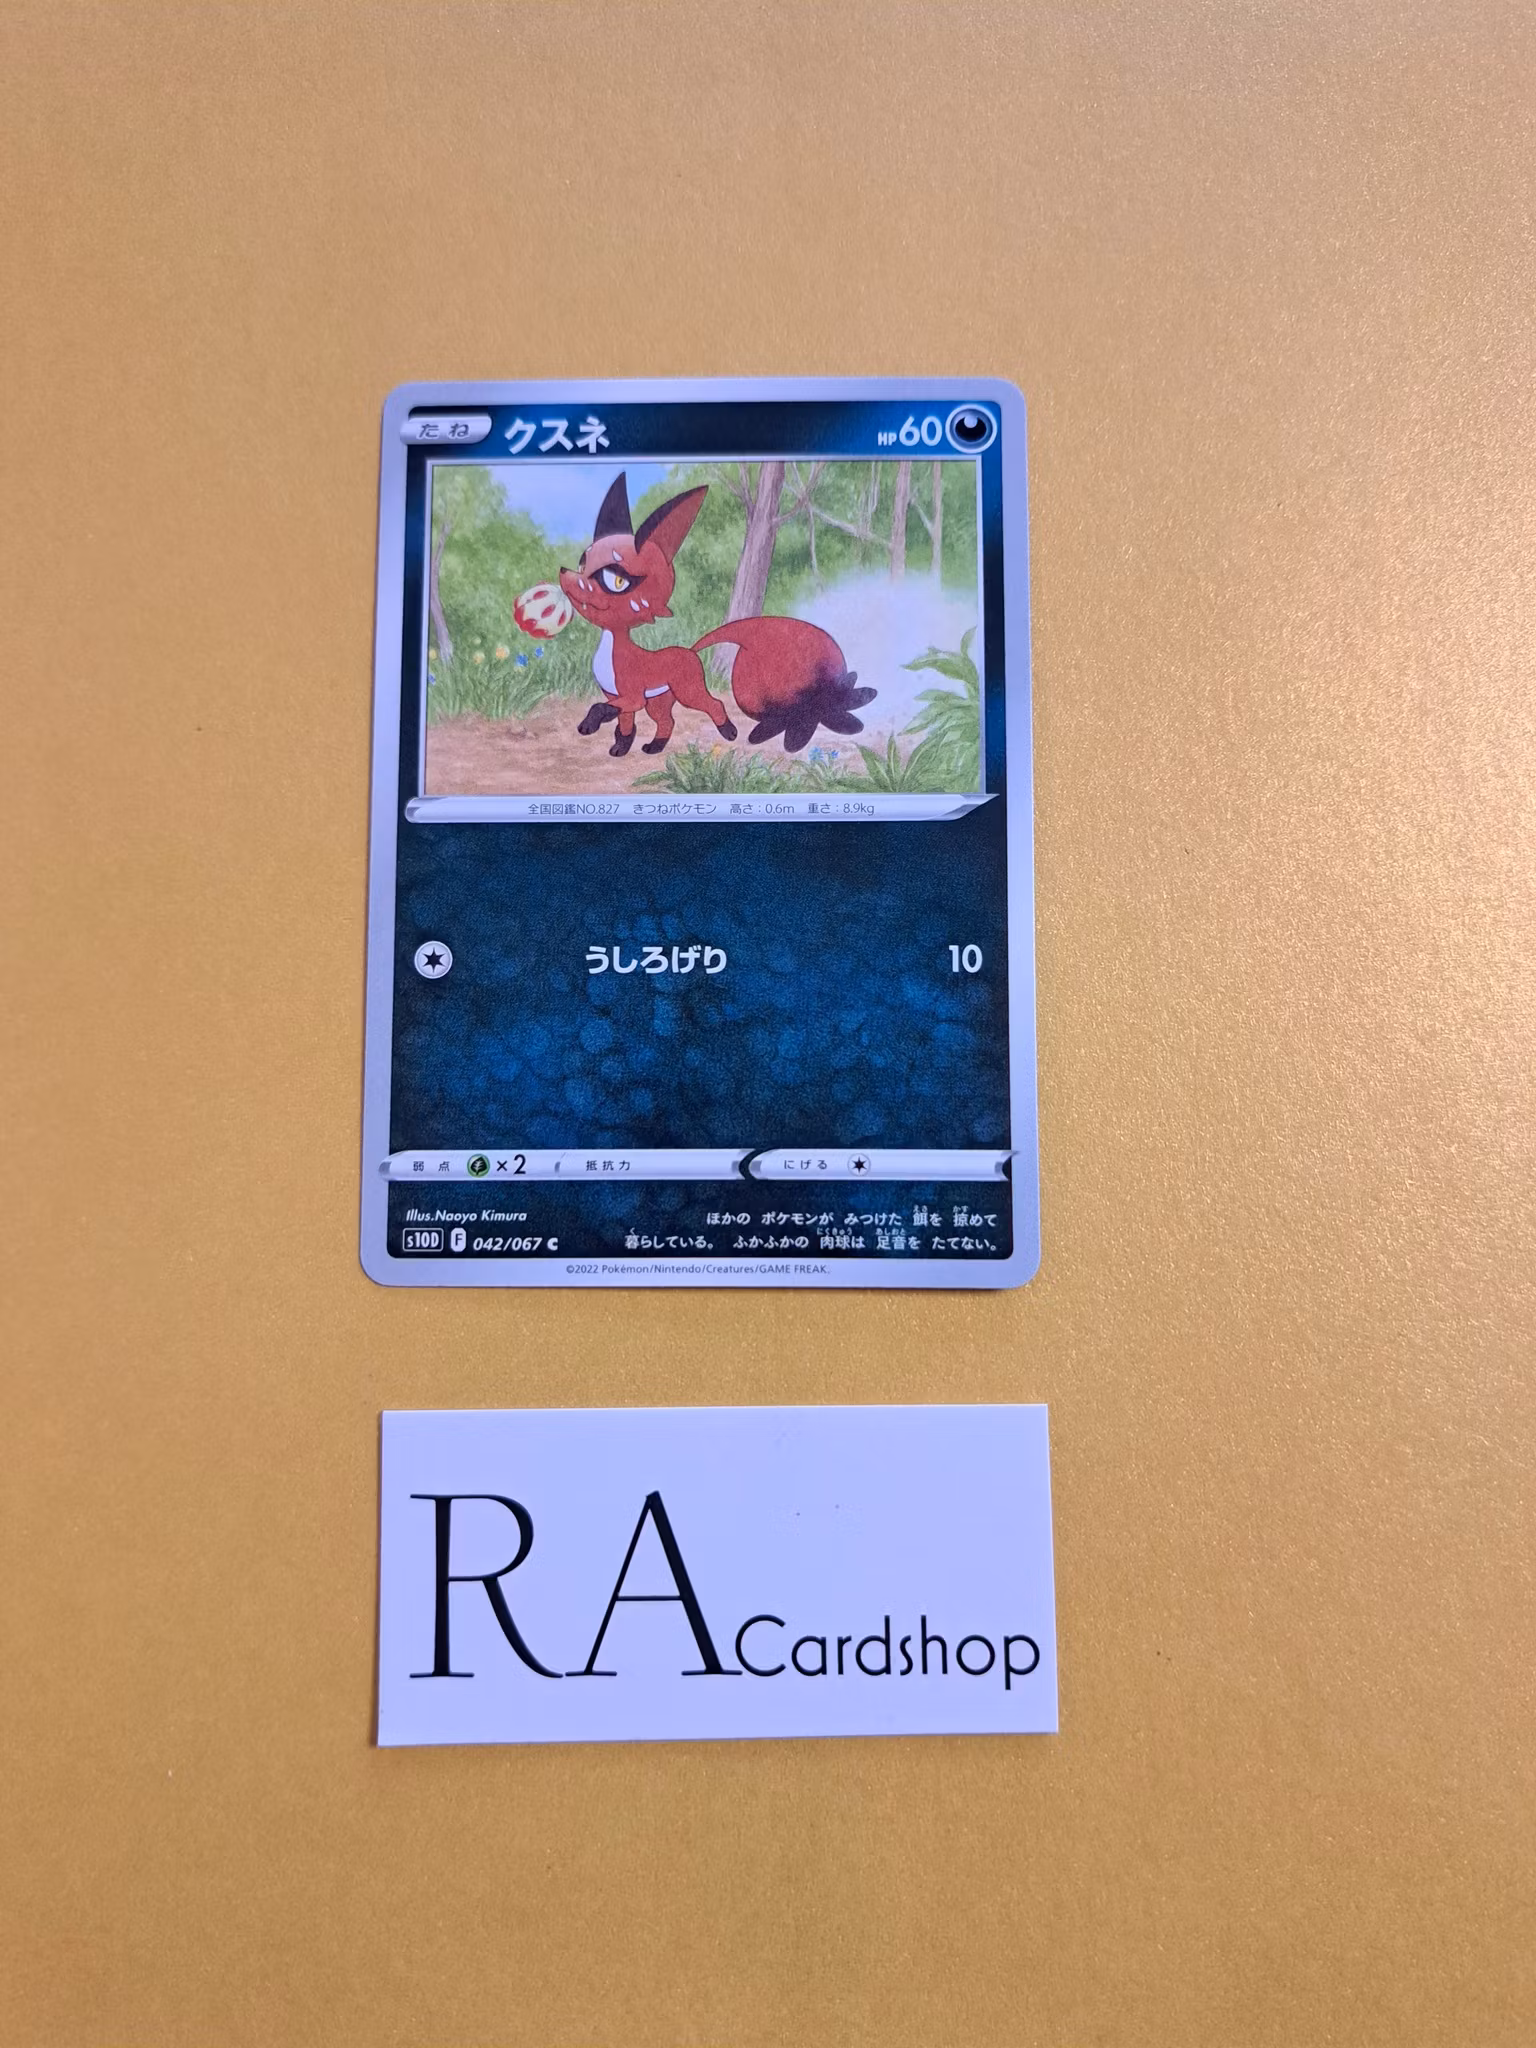 たね クスネ HP60
全国図鑑NO.827 きつねポケモン 高さ:0.6m 重さ:8.9kg
うしろげり 10
弱点 ×2 抵抗力 にげる
Illus.Naoyo Kimura
s10D F 042/067 C
ほかの ポケモンが みつけた 餌を 掠めて
暮らしている。 ふかふかの 肉球は 足音を たてない。
©2022 Pokémon/Nintendo/Creatures/GAME FREAK.
RA Cardshop